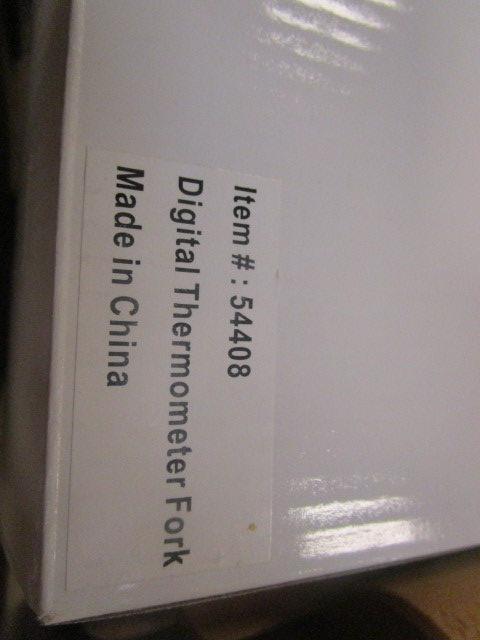 Item # : 54408
Digital Thermometer Fork
Made in China